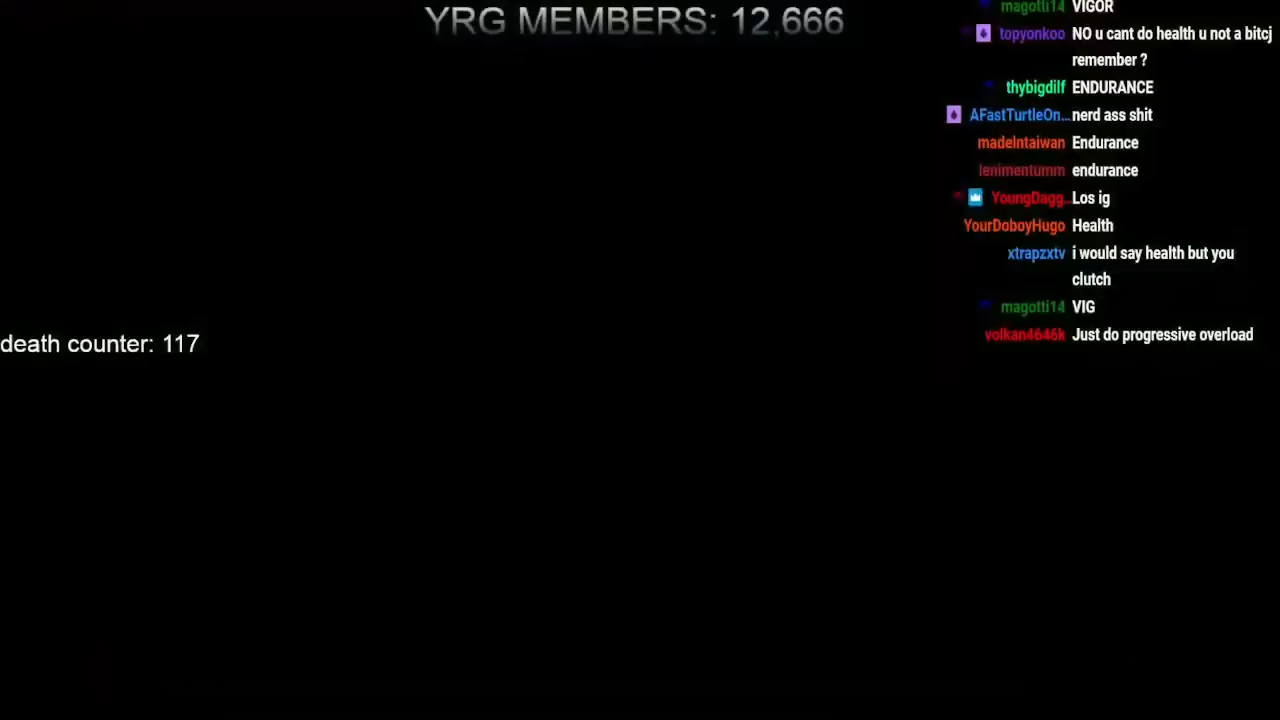 YRG MEMBERS: 12,666
magotti14 VIGOR
topyonkoo NO u cant do health u not a bitcj
remember ?
thybigdilf ENDURANCE
AFastTurtleOn... nerd ass shit
madeIntaiwan Endurance
lenimentumm endurance
YoungDagg... Los ig
YourDoboyHugo Health
xtrapzxtv i would say health but you
clutch
magotti14 VIG
volkan4646k Just do progressive overload
death counter: 117